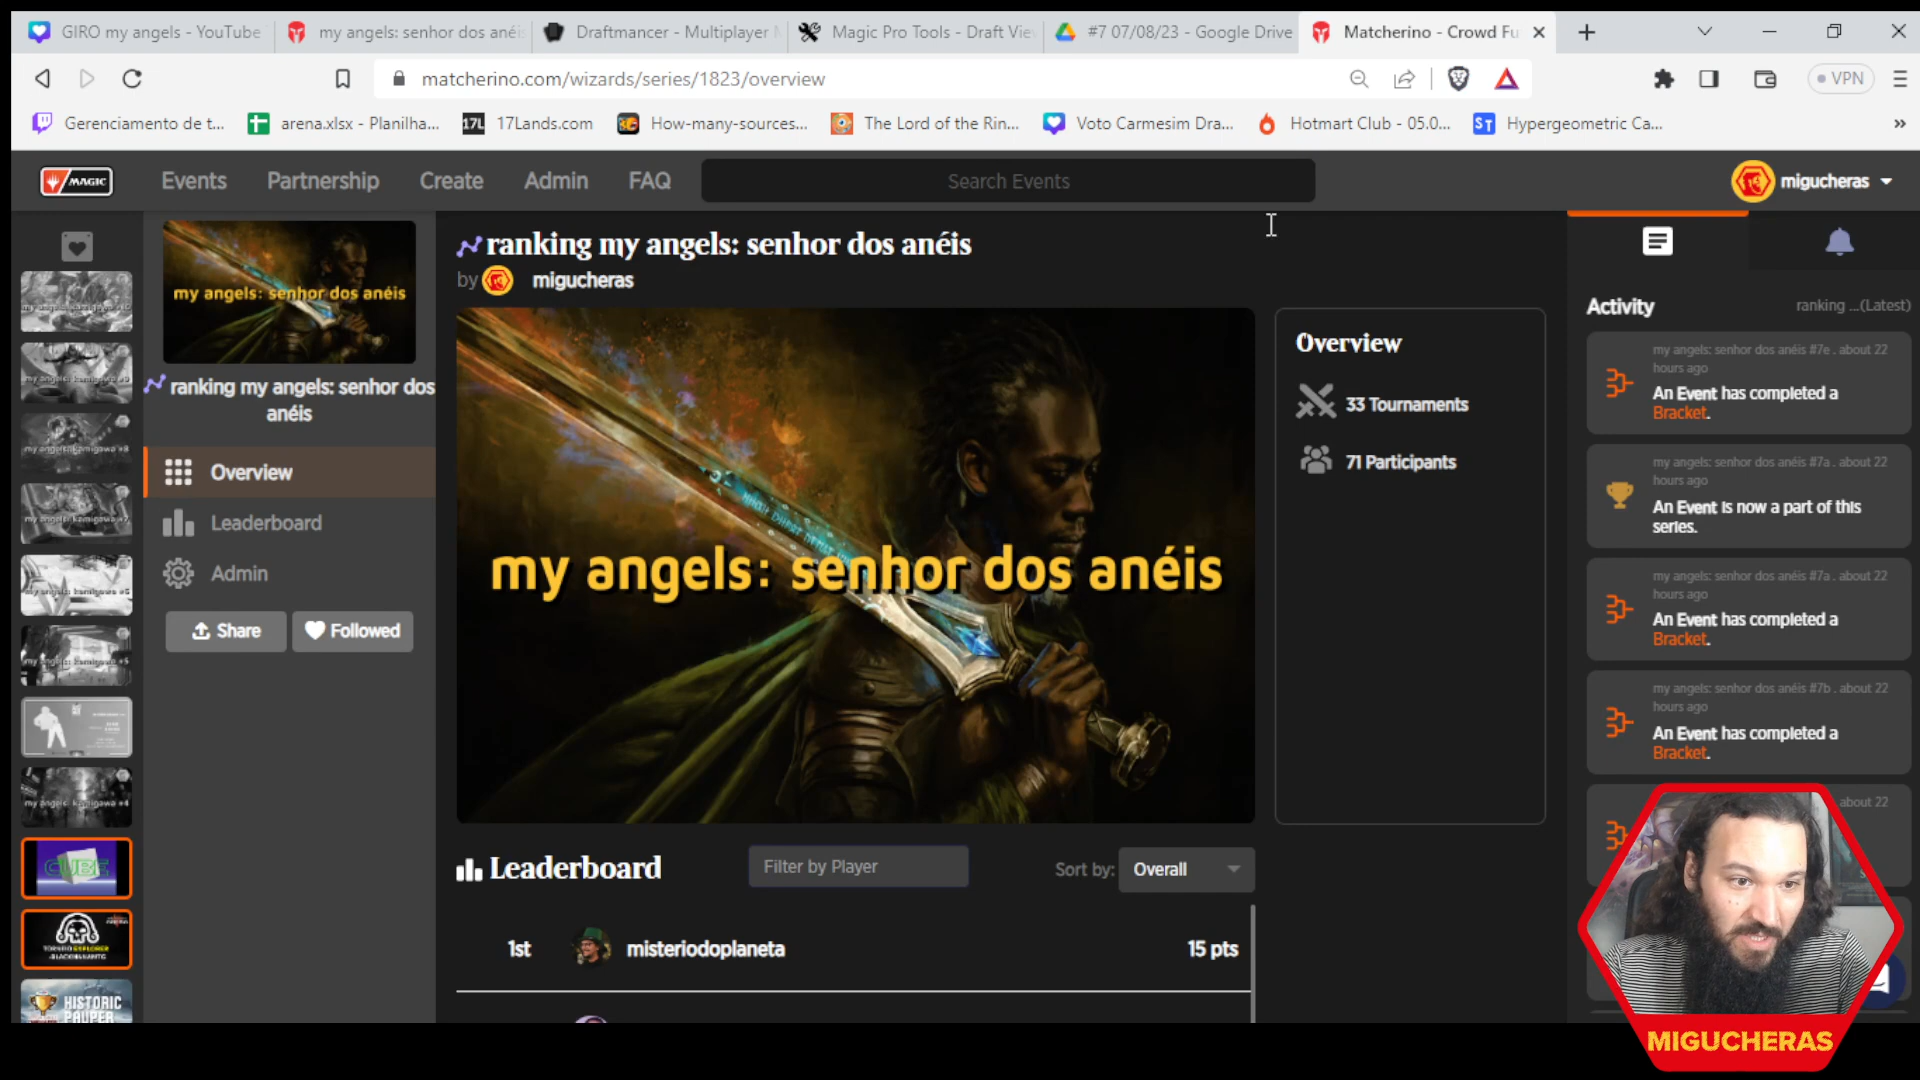 GIRO my angels - YouTube
my angels: senhor dos anéi
Draftmancer - Multiplayer
Magic Pro Tools - Draft Vie
#7 07/08/23 - Google Drive
Matcherino - Crowd Fu
matcherino.com/wizards/series/1823/overview
VPN
Gerenciamento de t...
arena.xlsx - Planilha...
17L 17Lands.com
How-many-sources...
The Lord of the Rin...
Voto Carmesim Dra...
Hotmart Club - 05.0...
ST Hypergeometric Ca...
MAGIC
Events
Partnership
Create
Admin
FAQ
Search Events
migucheras
my angels: senhor dos anéis
ranking my angels: senhor dos
anéis
Overview
Leaderboard
Admin
Share
Followed
CUBE
HISTORIC
PAUPER
ranking my angels: senhor dos anéis
by migucheras
my angels: senhor dos anéis
Overview
33 Tournaments
71 Participants
Leaderboard
Filter by Player
Sort by:
Overall
1st
misteriodoplaneta
15 pts
Activity
ranking ...(Latest)
my angels: senhor dos anéis #7e . about 22
hours ago
An Event has completed a
Bracket.
my angels: senhor dos anéis #7a . about 22
hours ago
An Event is now a part of this
series.
my angels: senhor dos anéis #7a . about 22
hours ago
An Event has completed a
Bracket.
my angels: senhor dos anéis #7b . about 22
hours ago
An Event has completed a
Bracket.
about 22
MIGUCHERAS